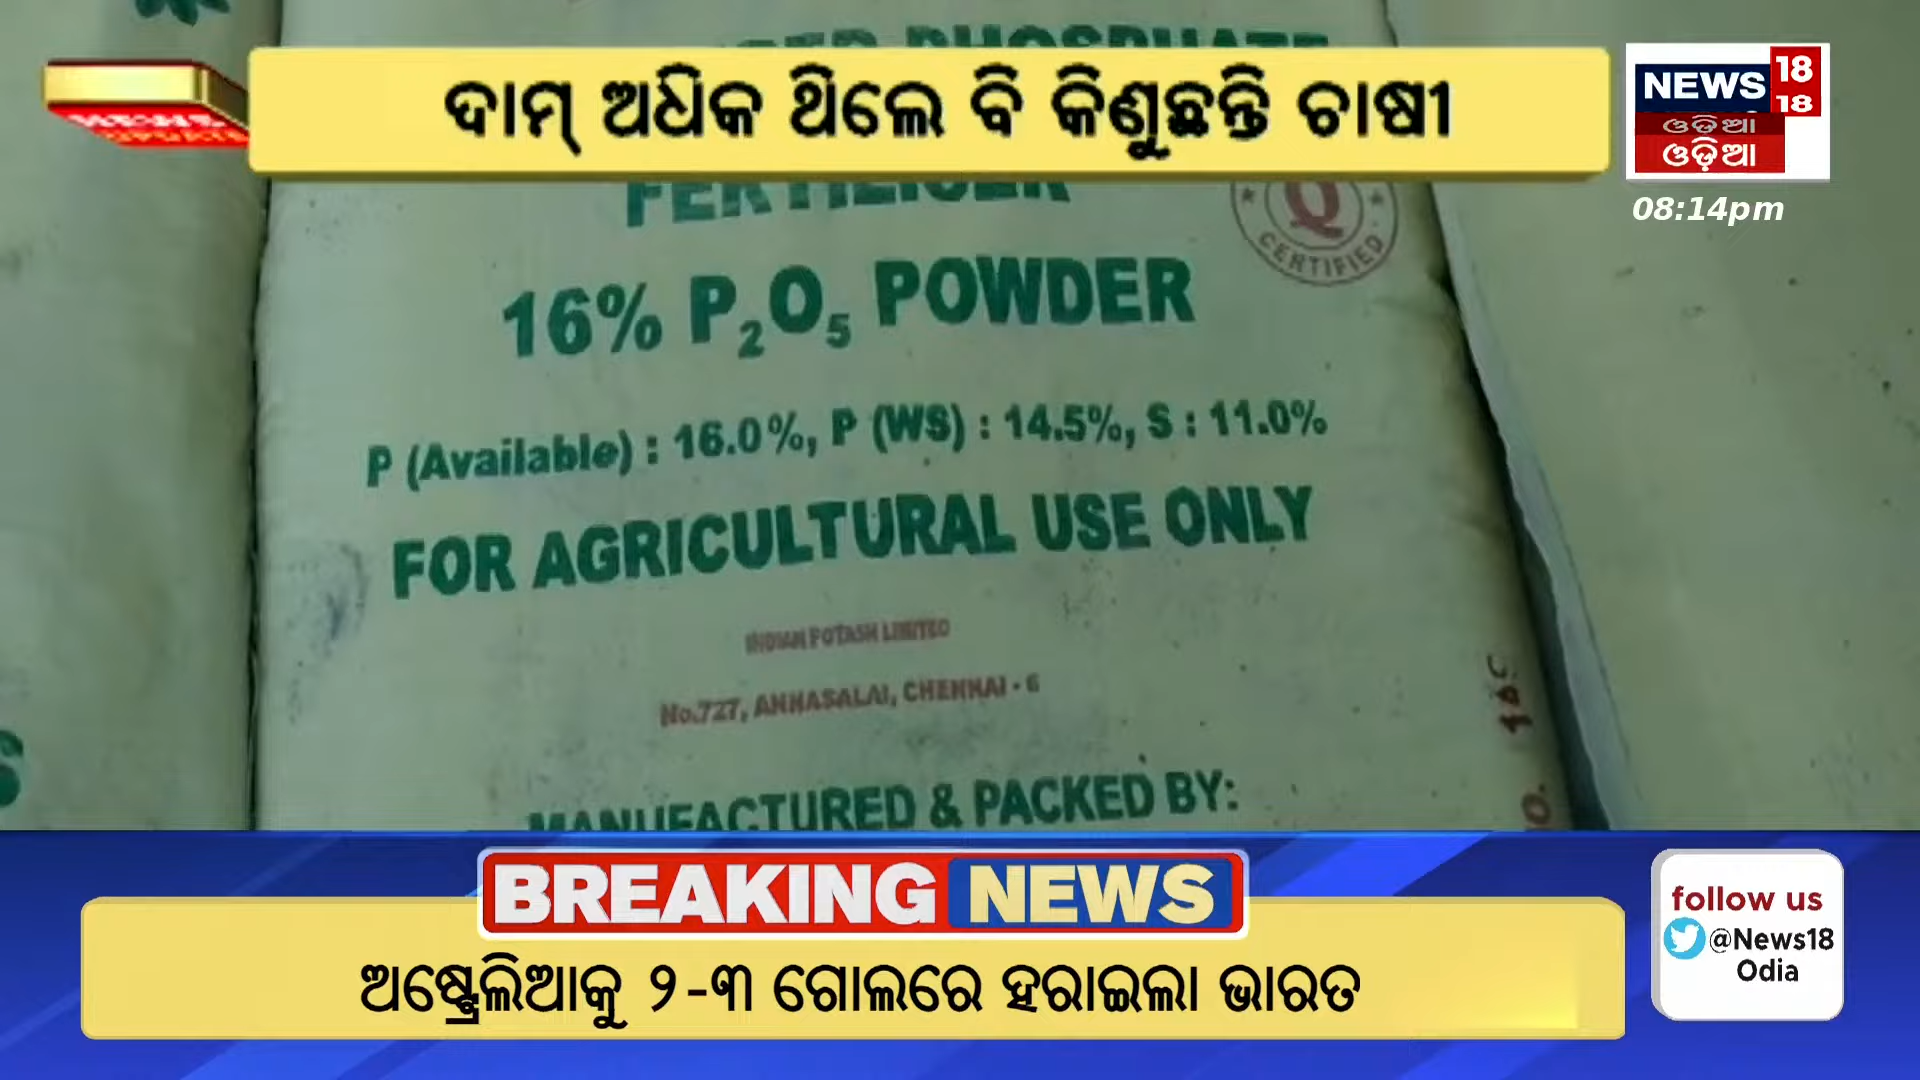 ଦାମ୍ ଅଧିକ ଥିଲେ ବି କିଣୁଛନ୍ତି ଚାଷୀ
NEWS 18
ଓଡ଼ିଆ
08:14pm
PHOSPHATE
FERTILISER
Q CERTIFIED
16% P₂O₅ POWDER
P (Available) : 16.0%, P (WS) : 14.5%, S : 11.0%
FOR AGRICULTURAL USE ONLY
INDIAN POTASH LIMITED
No.727, ANNASALAI, CHENNAI - 6
MANUFACTURED & PACKED BY:
BREAKING NEWS
ଅଷ୍ଟ୍ରେଲିଆକୁ ୨-୩ ଗୋଲରେ ହରାଇଲା ଭାରତ
follow us
@News18
Odia